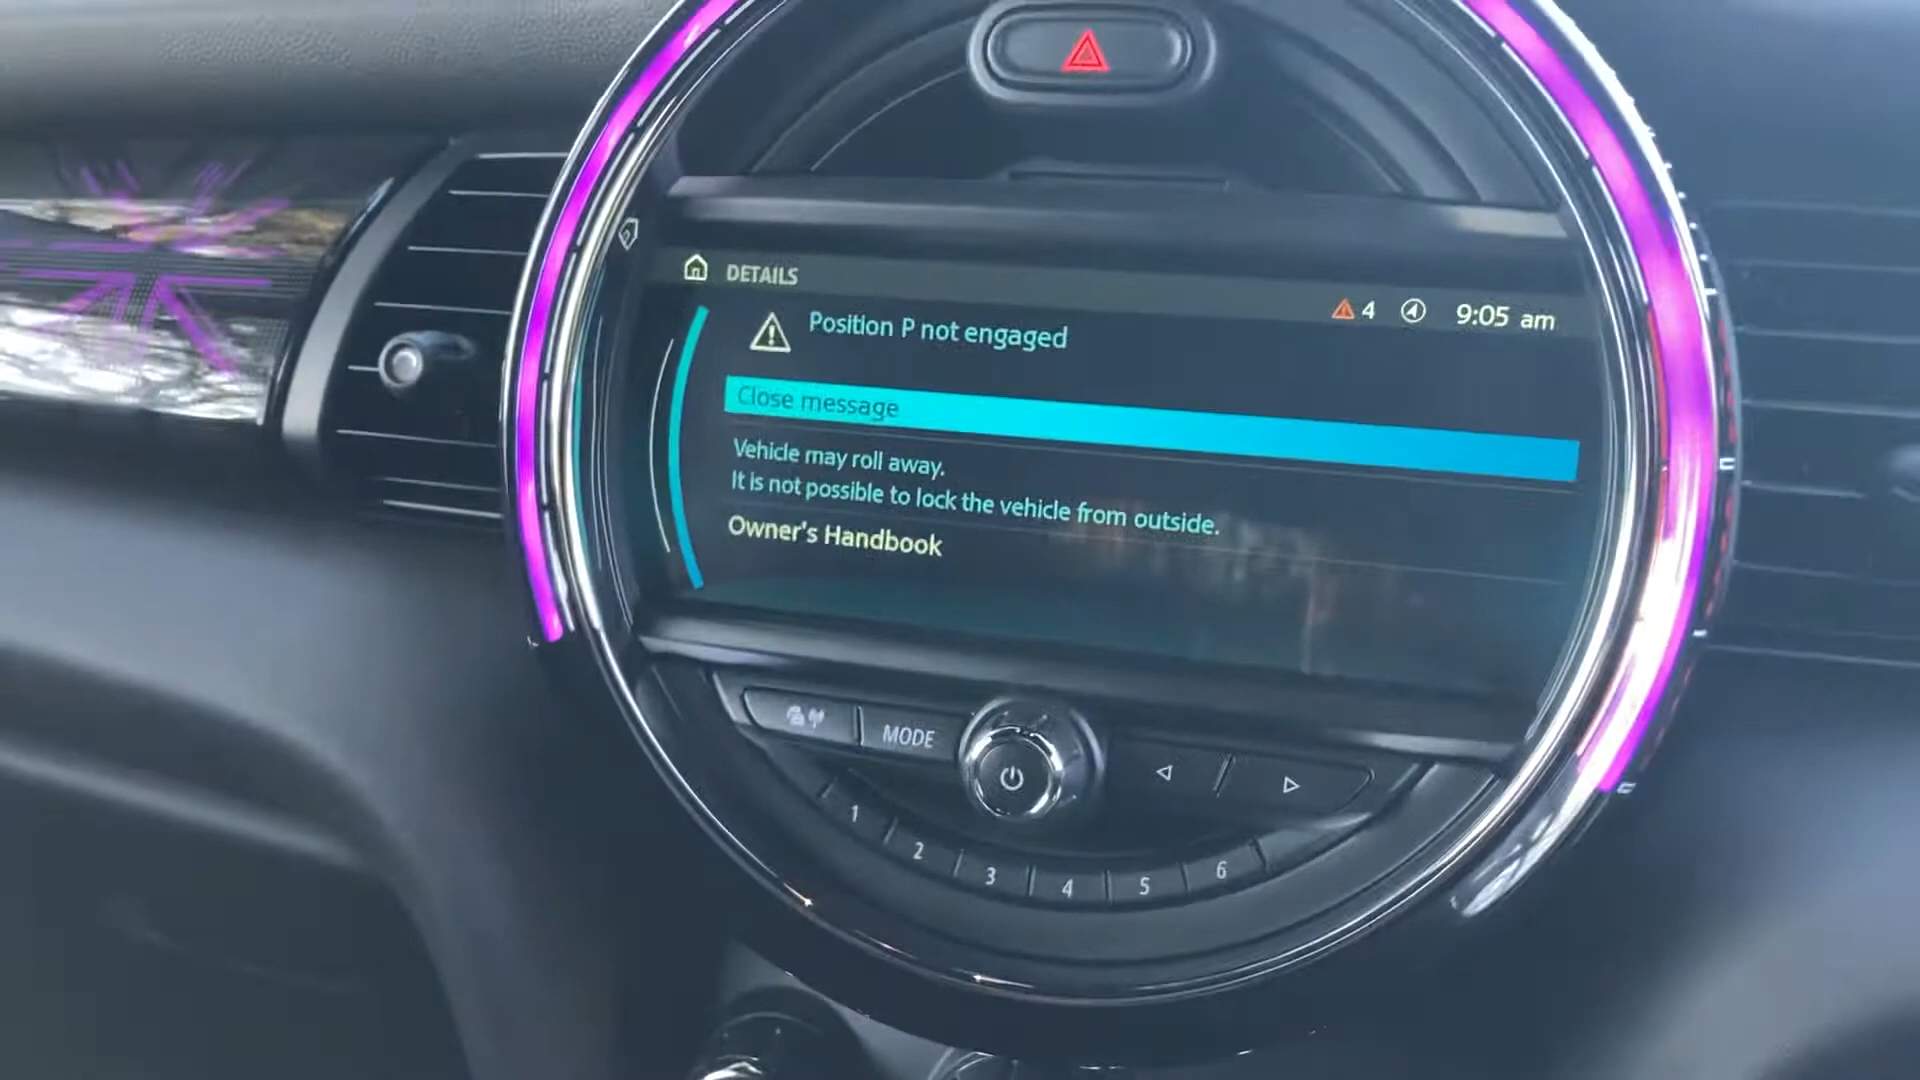 DETAILS
4 9:05 am
Position P not engaged
Close message
Vehicle may roll away.
It is not possible to lock the vehicle from outside.
Owner's Handbook
MODE
1 2 3 4 5 6